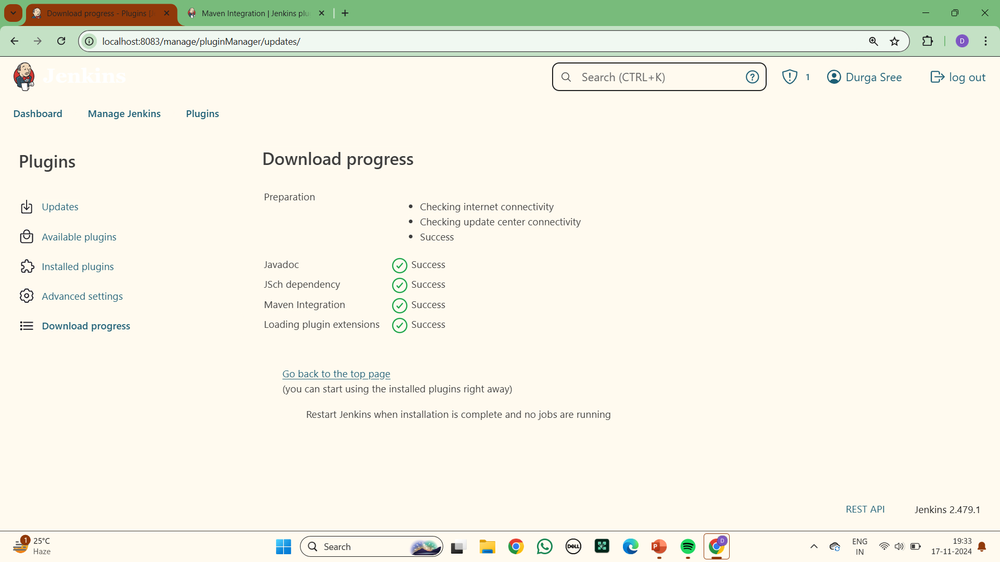 Download progress - Plugins [J
Maven Integration | Jenkins plu
localhost:8083/manage/pluginManager/updates/
D
Jenkins
Search (CTRL+K)
?
1
Durga Sree
log out
Dashboard
Manage Jenkins
Plugins
Plugins
Updates
Available plugins
Installed plugins
Advanced settings
Download progress
Download progress
Preparation
• Checking internet connectivity
• Checking update center connectivity
• Success
Javadoc Success
JSch dependency Success
Maven Integration Success
Loading plugin extensions Success
Go back to the top page
(you can start using the installed plugins right away)
Restart Jenkins when installation is complete and no jobs are running
REST API
Jenkins 2.479.1
1
25°C
Haze
Search
DELL
P
D
ENG
IN
19:33
17-11-2024